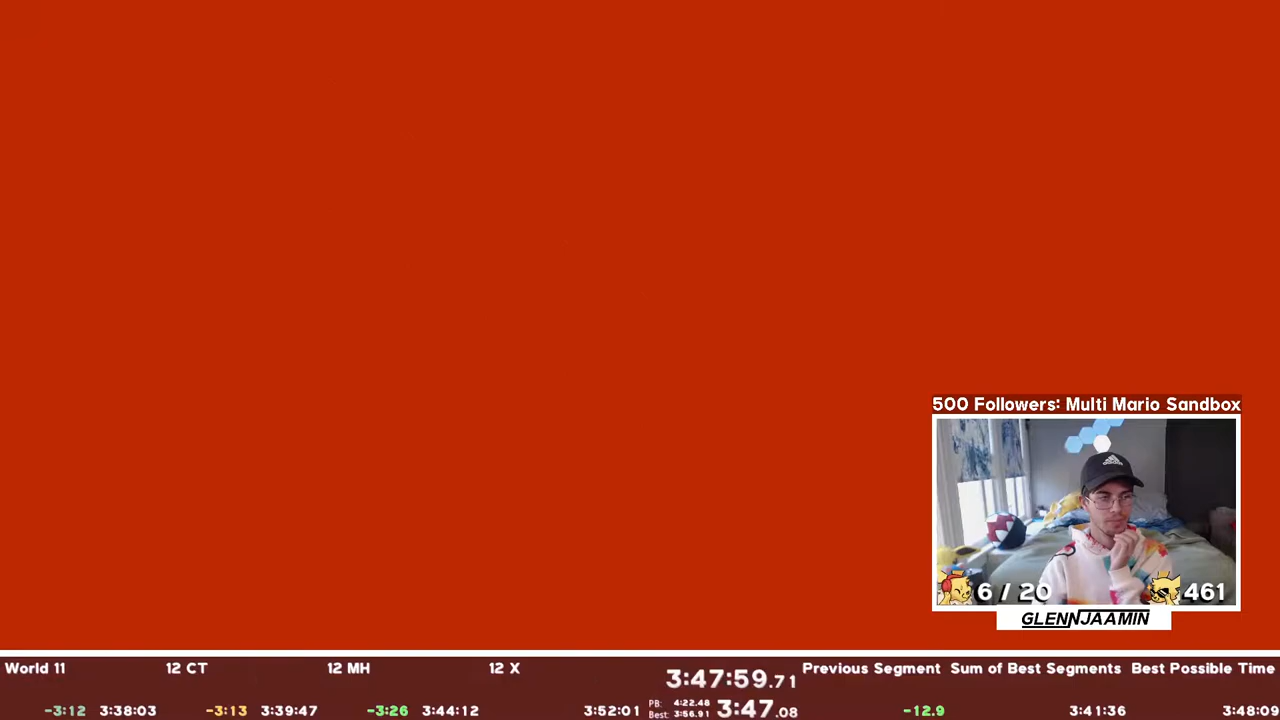 500 Followers: Multi Mario Sandbox
6 / 20
461
GLENNJAAMIN
World 11
12 CT
12 MH
12 X
3:47:59.71
Previous Segment
Sum of Best Segments
Best Possible Time
-3:12
3:38:03
-3:13
3:39:47
-3:26
3:44:12
3:52:01
PB: 4:22.48
Best: 3:56.91
3:47.08
-12.9
3:41:36
3:48:09